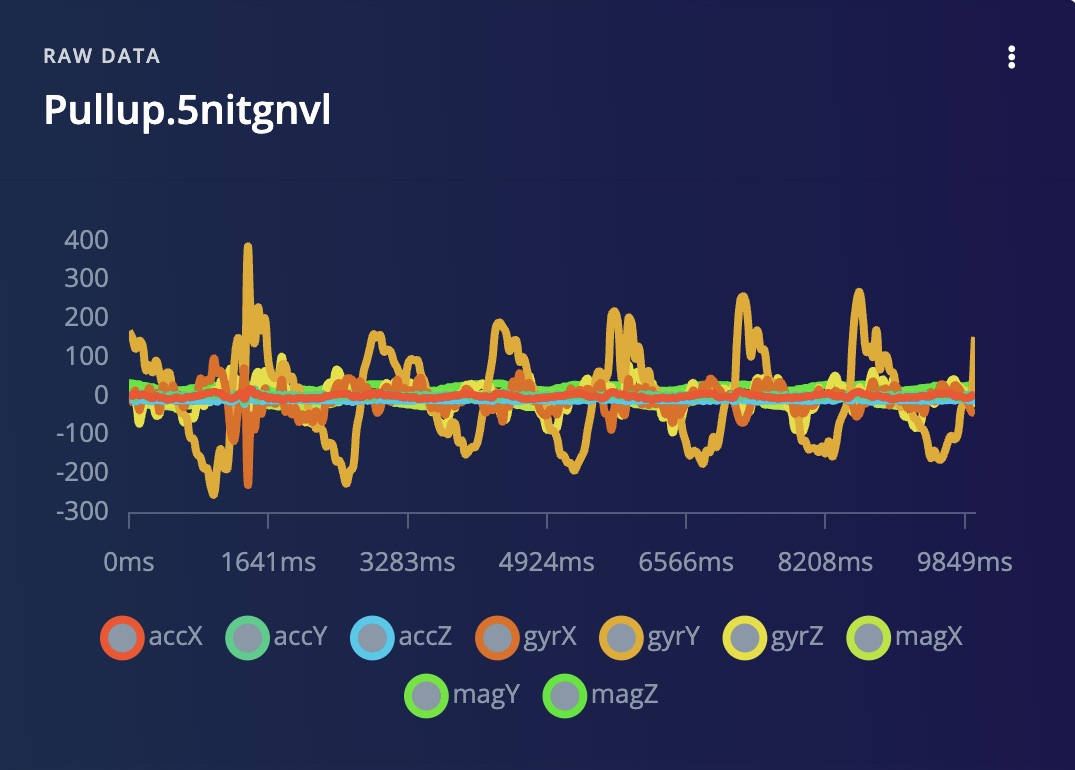 RAW DATA
Pullup.5nitgnvl
400
300
200
100
0
-100
-200
-300
0ms 1641ms 3283ms 4924ms 6566ms 8208ms 9849ms
accX accY accZ gyrX gyrY gyrZ magX
magY magZ